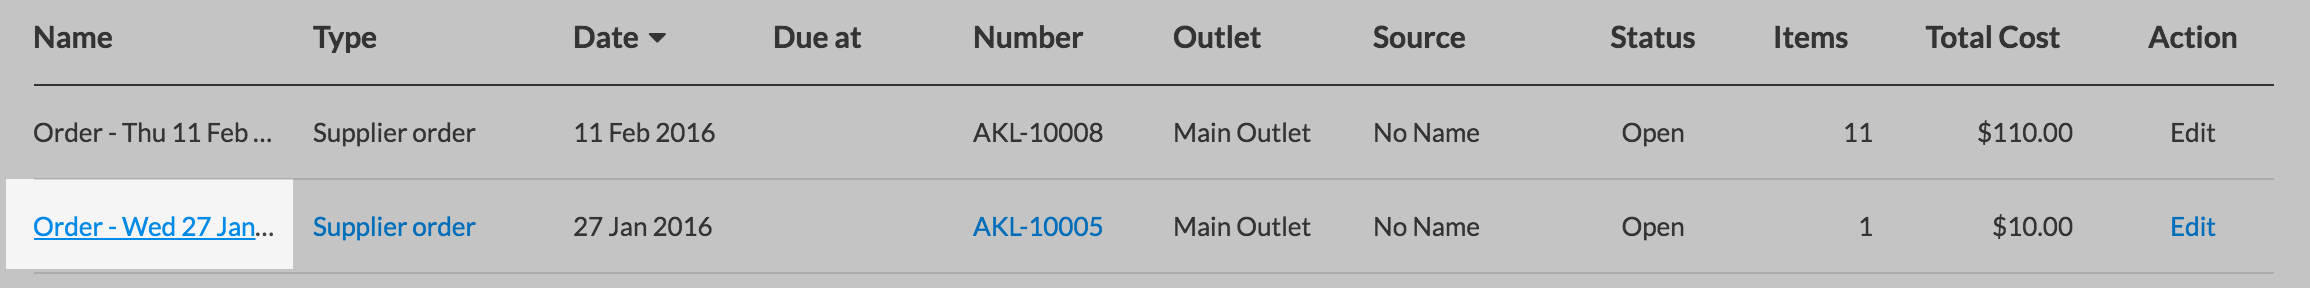 Name Type Date Due at Number Outlet Source Status Items Total Cost Action
Order - Thu 11 Feb ... Supplier order 11 Feb 2016 AKL-10008 Main Outlet No Name Open 11 $110.00 Edit
Order - Wed 27 Jan... Supplier order 27 Jan 2016 AKL-10005 Main Outlet No Name Open 1 $10.00 Edit